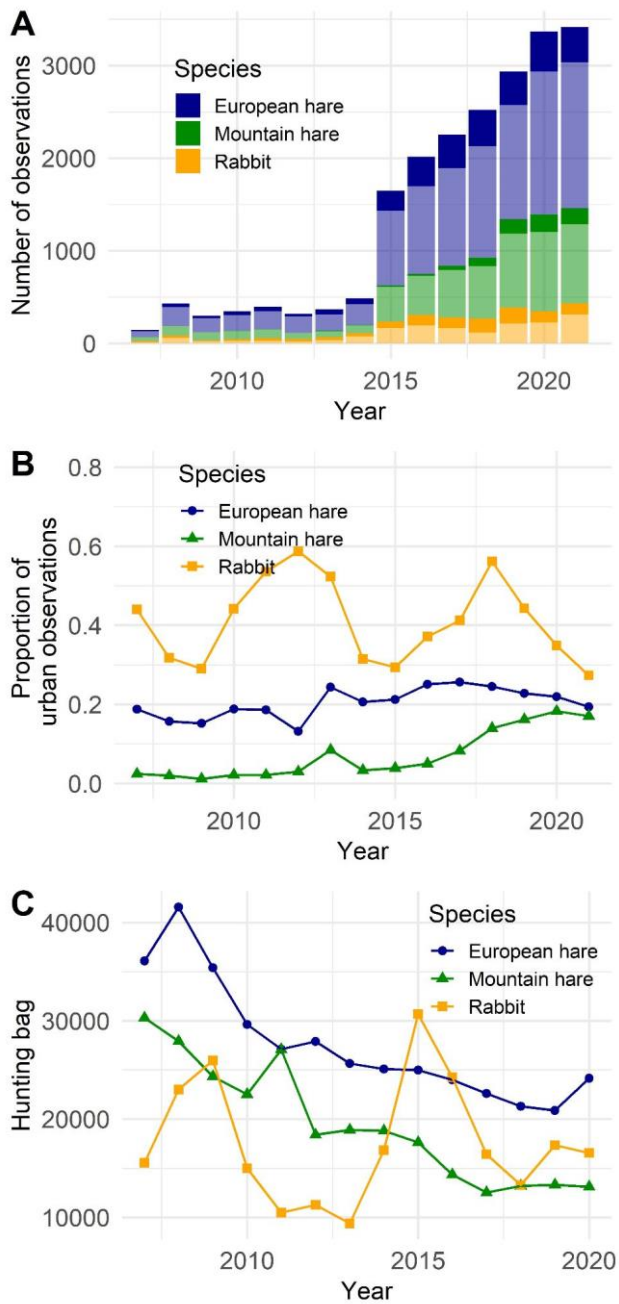 A
Number of observations
3000
2000
1000
0
Species
European hare
Mountain hare
Rabbit
2010
2015
2020
Year
B
Proportion of
urban observations
0.8
0.6
0.4
0.2
0.0
Species
European hare
Mountain hare
Rabbit
2010
2015
2020
Year
C
Hunting bag
40000
30000
20000
10000
Species
European hare
Mountain hare
Rabbit
2010
2015
2020
Year